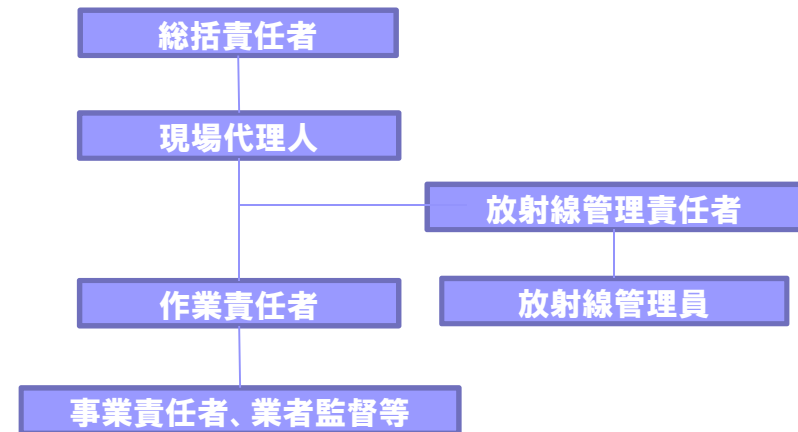 総括責任者
現場代理人
放射線管理責任者
作業責任者
放射線管理員
事業責任者、業者監督等